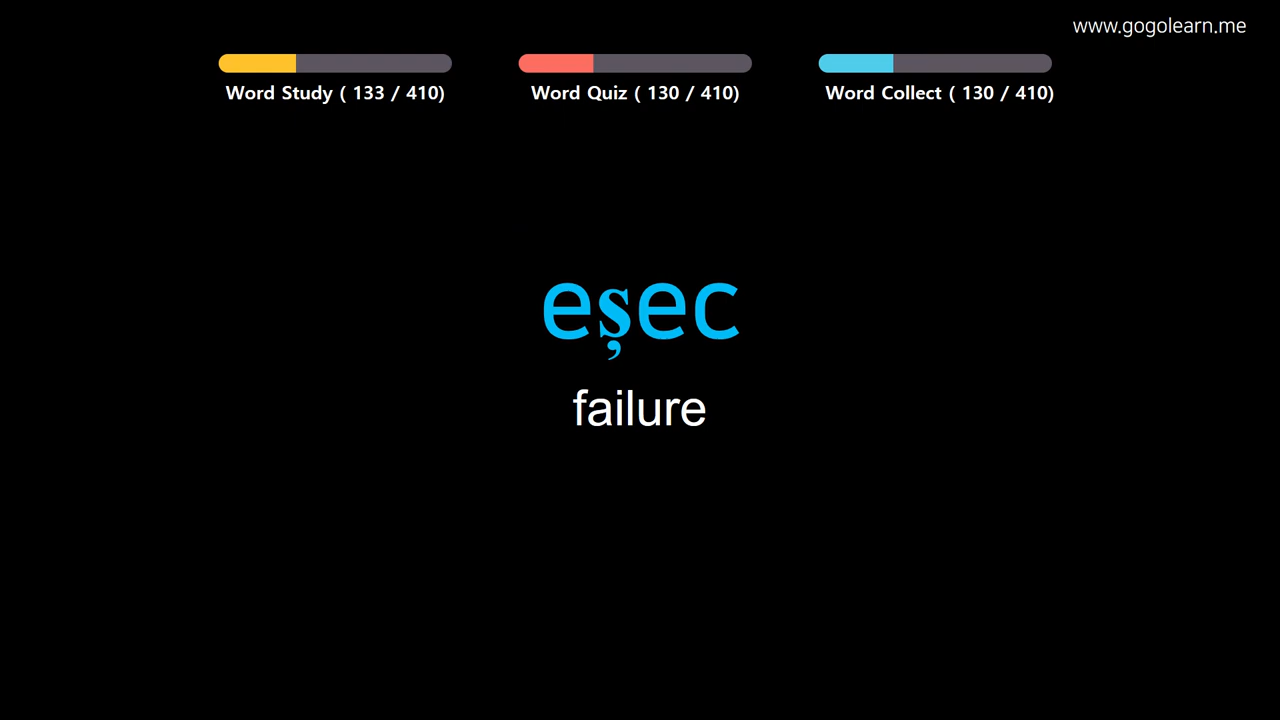 www.gogolearn.me
Word Study ( 133 / 410)
Word Quiz ( 130 / 410)
Word Collect ( 130 / 410)
eșec
failure